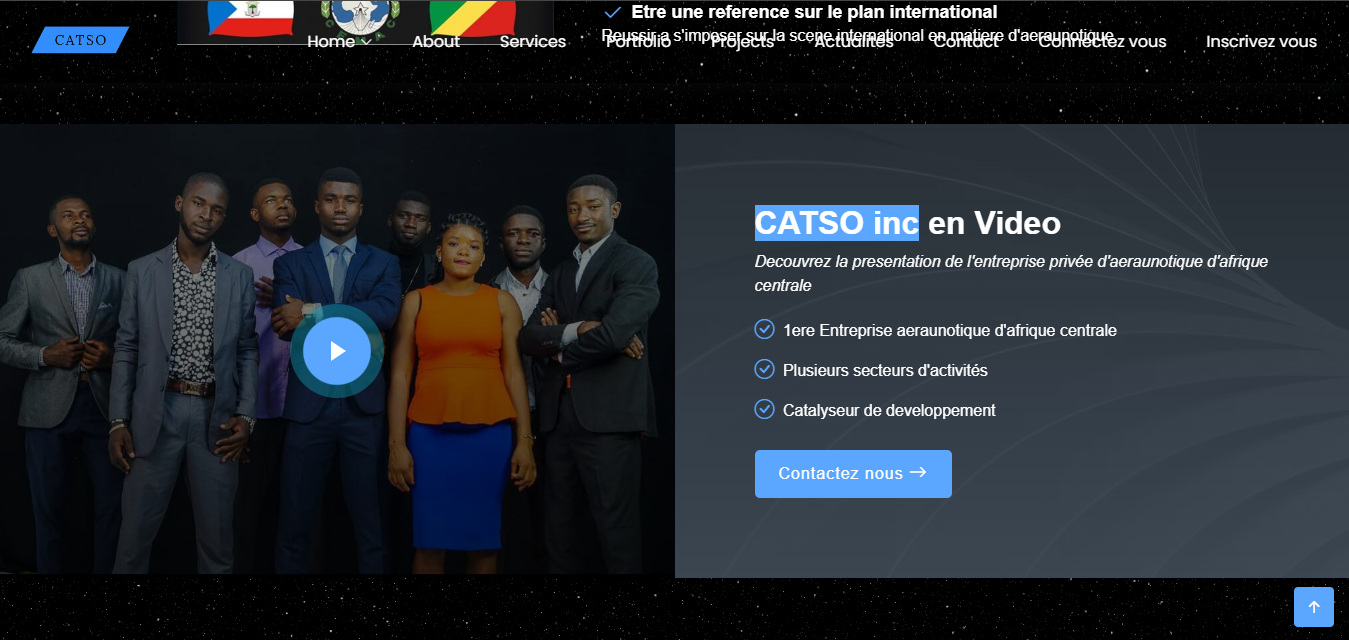 Etre une reference sur le plan international
Reussir a s'imposer sur la scene international en matiere d'aeraunotique
CATSO
Home About Services Portfolio Projects Actualités Contact Connectez vous Inscrivez vous
CATSO inc en Video
Decouvrez la presentation de l'entreprise privée d'aeraunotique d'afrique
centrale
1ere Entreprise aeraunotique d'afrique centrale
Plusieurs secteurs d'activités
Catalyseur de developpement
Contactez nous